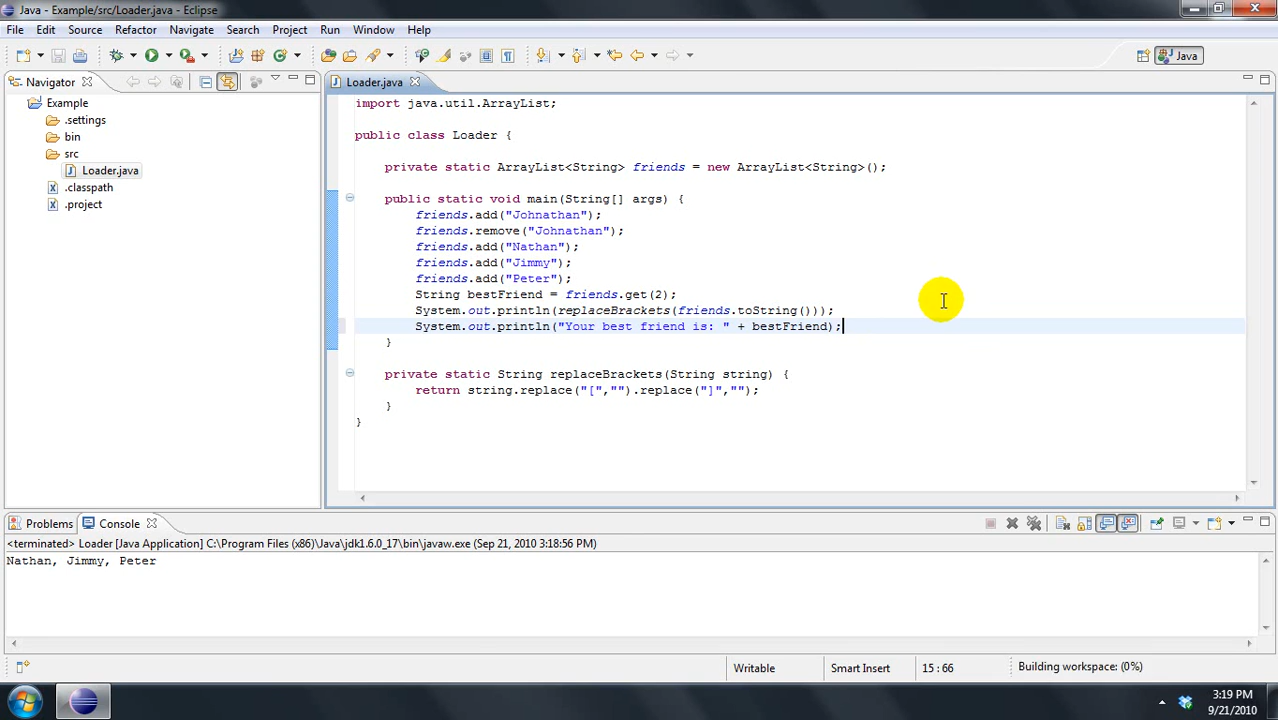 Java - Example/src/Loader.java - Eclipse
File Edit Source Refactor Navigate Search Project Run Window Help
Java
Navigator
Loader.java
Example
.settings
bin
src
Loader.java
.classpath
.project
import java.util.ArrayList;
public class Loader {
private static ArrayList<String> friends = new ArrayList<String>();
public static void main(String[] args) {
friends.add("Johnathan");
friends.remove("Johnathan");
friends.add("Nathan");
friends.add("Jimmy");
friends.add("Peter");
String bestFriend = friends.get(2);
System.out.println(replaceBrackets(friends.toString()));
System.out.println("Your best friend is: " + bestFriend);
}
private static String replaceBrackets(String string) {
return string.replace("[","").replace("]","");
}
}
Problems Console
<terminated> Loader [Java Application] C:\Program Files (x86)\Java\jdk1.6.0_17\bin\javaw.exe (Sep 21, 2010 3:18:56 PM)
Nathan, Jimmy, Peter
Writable Smart Insert 15 : 66 Building workspace: (0%)
3:19 PM
9/21/2010